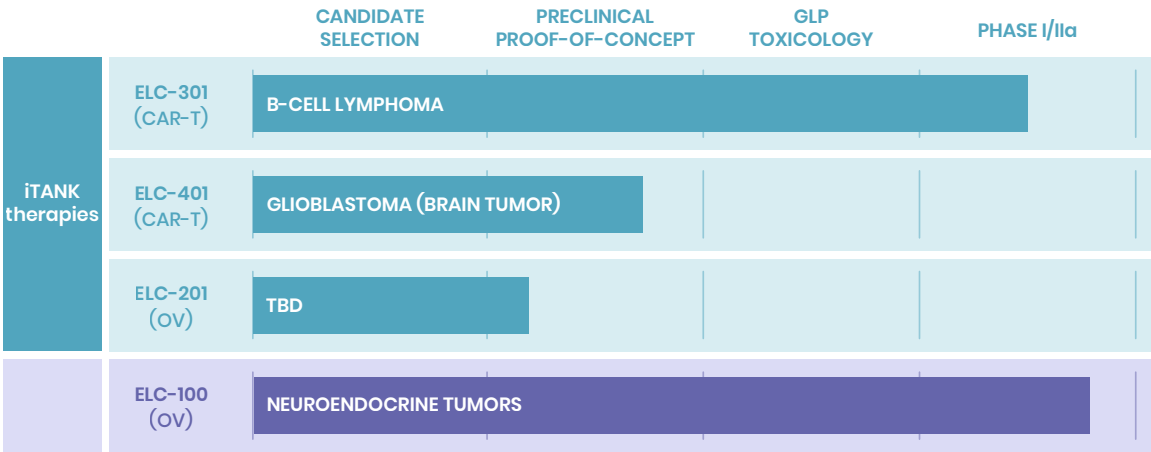 CANDIDATE
SELECTION
PRECLINICAL
PROOF-OF-CONCEPT
GLP
TOXICOLOGY
PHASE I/IIa
iTANK
therapies
ELC-301
(CAR-T)
B-CELL LYMPHOMA
ELC-401
(CAR-T)
GLIOBLASTOMA (BRAIN TUMOR)
ELC-201
(OV)
TBD
ELC-100
(OV)
NEUROENDOCRINE TUMORS